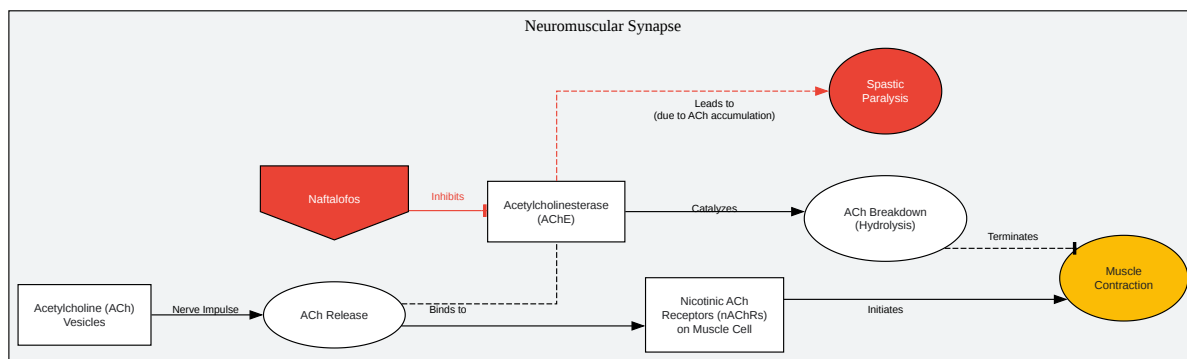 Neuromuscular Synapse
Spastic
Paralysis
Leads to
(due to ACh accumulation)
Naftalofos
Inhibits
Acetylcholinesterase
(AChE)
Catalyzes
ACh Breakdown
(Hydrolysis)
Terminates
Muscle
Contraction
Acetylcholine (ACh)
Vesicles
Nerve Impulse
ACh Release
Binds to
Nicotinic ACh
Receptors (nAChRs)
on Muscle Cell
Initiates